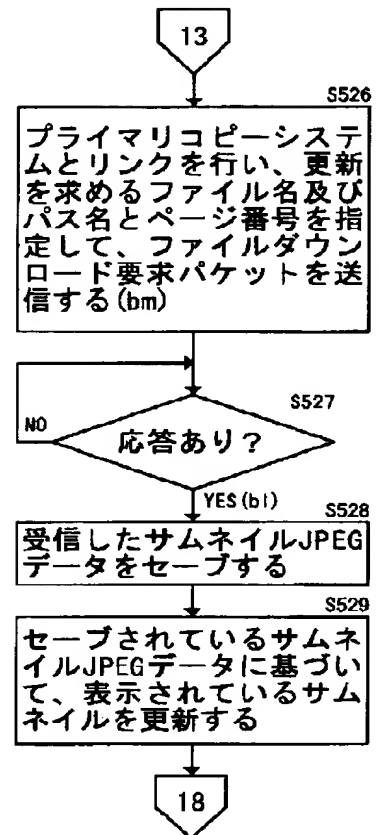 13
S526
プライマリコピーシステ
ムとリンクを行い、更新
を求めるファイル名及び
パス名とページ番号を指
定して、ファイルダウン
ロード要求パケットを送
信する(bm)
S527
応答あり？
NO
YES(bl)
S528
受信したサムネイルJPEG
データをセーブする
S529
セーブされているサムネ
イルJPEGデータに基づい
て、表示されているサム
ネイルを更新する
18